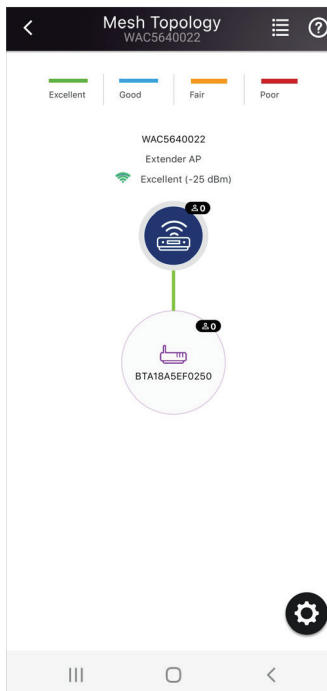 Mesh Topology
WAC5640022
Excellent
Good
Fair
Poor
WAC5640022
Extender AP
Excellent (-25 dBm)
0
0
BTA18A5EF0250